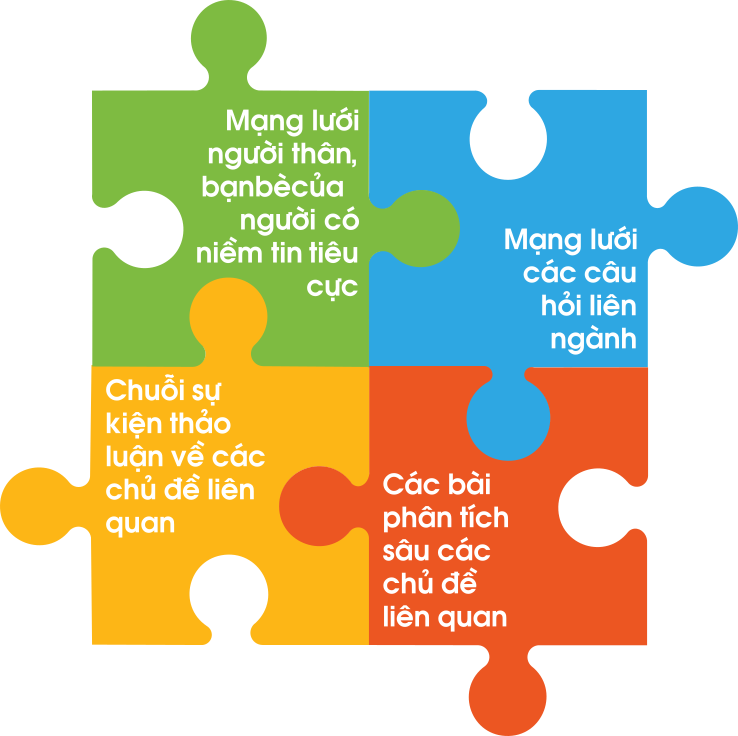 Mạng lưới
người thân,
bạnbècủa
người có
niềm tin tiêu
cực
Mạng lưới
các câu
hỏi liên
ngành
Chuỗi sự
kiện thảo
luận về các
chủ đề liên
quan
Các bài
phân tích
sâu các
chủ đề
liên quan